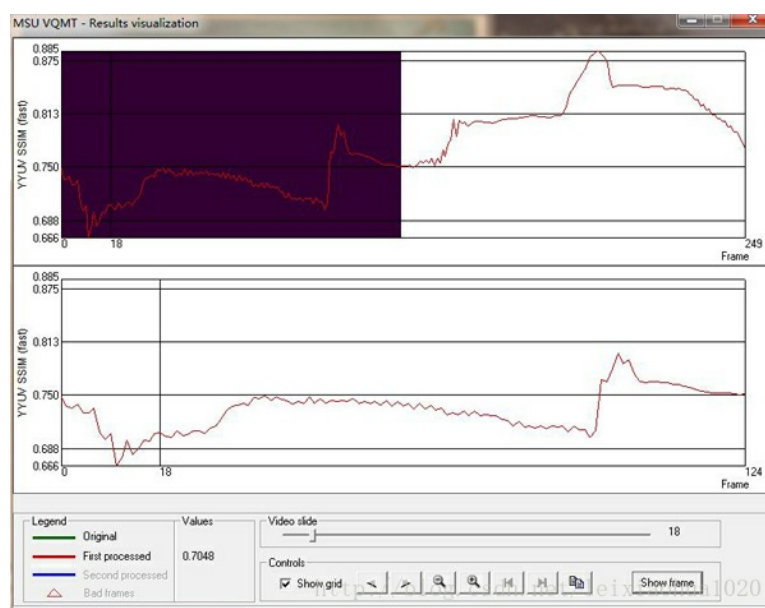 MSU VQMT - Results visualization
0.885
0.875
0.813
0.750
0.688
0.666
YYUV SSIM (fast)
0
18
249
Frame
0.885
0.875
0.813
0.750
0.688
0.666
YYUV SSIM (fast)
0
18
124
Frame
Legend
Original
First processed
Second processed
Bad frames
Values
0.7048
Video slide
18
Controls
Show grid
Show frame